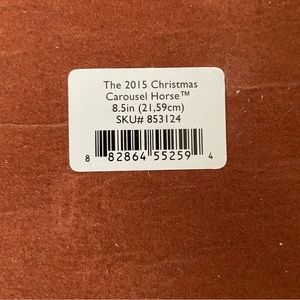 The 2015 Christmas
Carousel Horse™
8.5in (21,59cm)
SKU# 853124
8 82864 55259 4